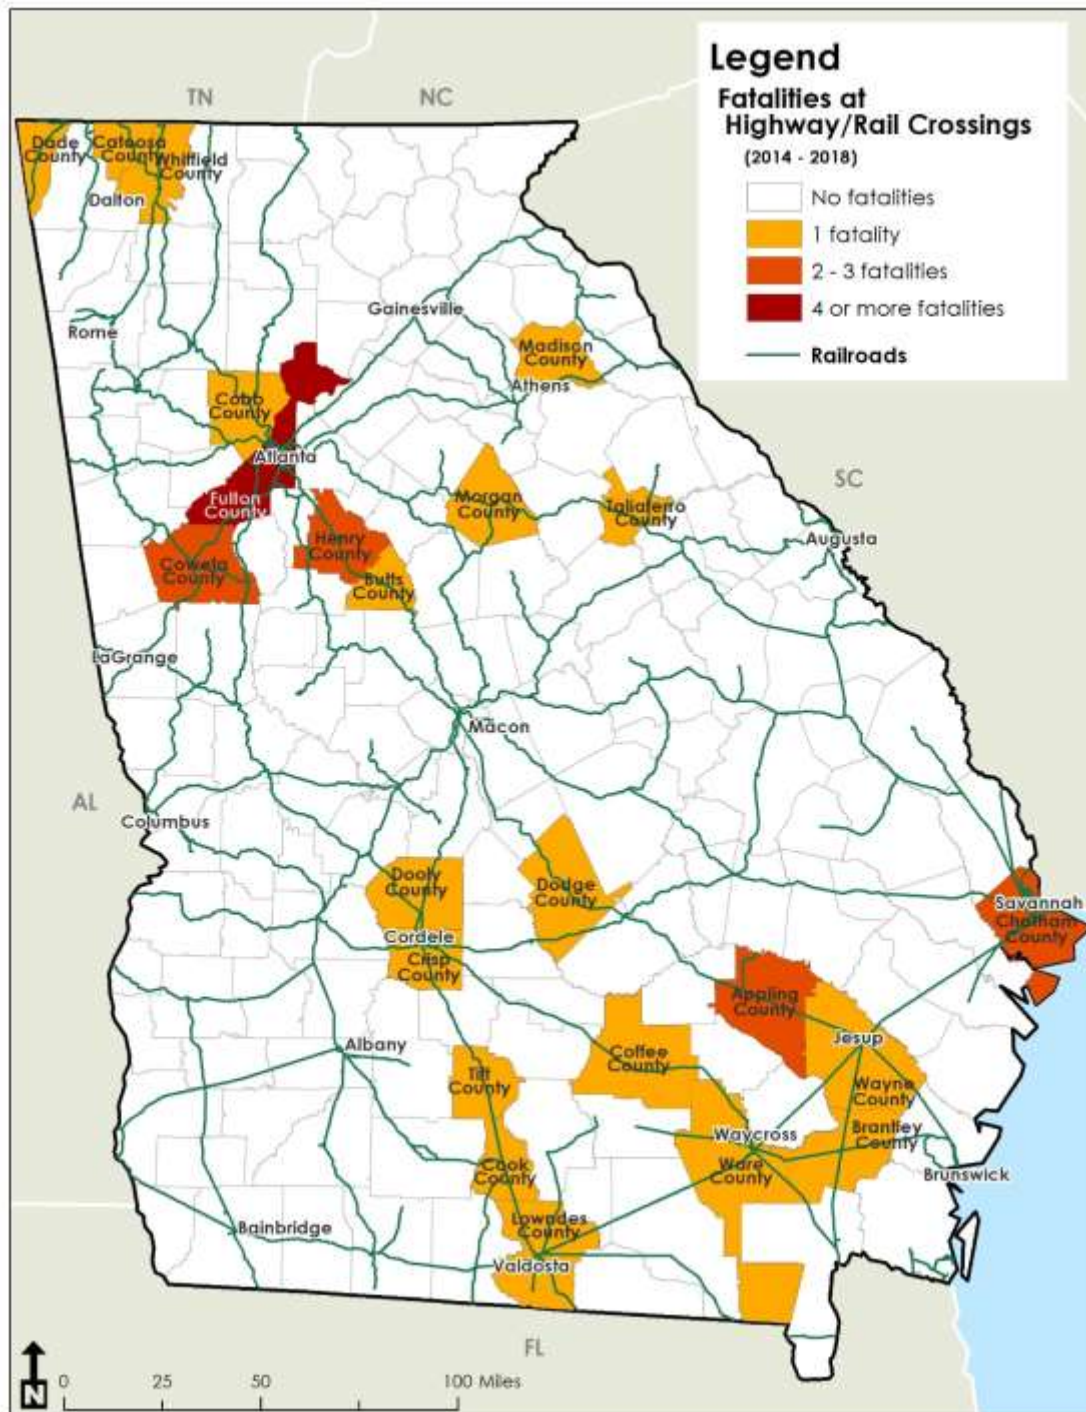 Legend
Fatalities at
Highway/Rail Crossings
(2014 - 2018)
No fatalities
1 fatality
2 - 3 fatalities
4 or more fatalities
Railroads
TN
NC
Dade
County
Catoosa
County
Whitfield
County
Dalton
Gainesville
Rome
Madison
County
Athens
Cobb
County
Atlanta
SC
Fulton
County
Morgan
County
Taliaferro
County
Augusta
Henry
County
Coweta
County
Butts
County
LaGrange
Macon
AL
Columbus
Dooly
County
Dodge
County
Savannah
Chatham
County
Cordele
Crisp
County
Appling
County
Jesup
Albany
Coffee
County
Tift
County
Wayne
County
Brantley
County
Waycross
Ware
County
Cook
County
Brunswick
Lowndes
County
Bainbridge
Valdosta
FL
N
0 25 50 100 Miles